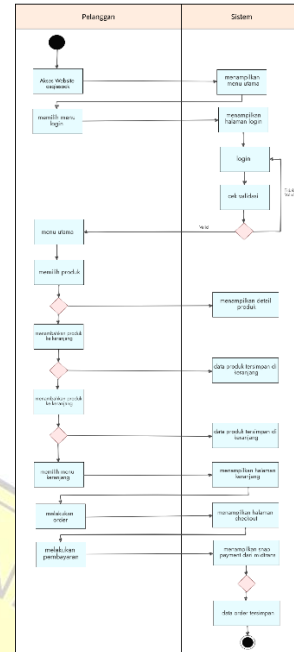 Pelanggan
Sistem
Akses Website
menampilkan
menu utama
memilih menu
login
menampilkan
halaman login
login
cek validasi
Valid
menu utama
memilih produk
menampilkan detail
produk
menambahkan produk
ke keranjang
data produk tersimpan di
keranjang
menambahkan produk
ke keranjang
data produk tersimpan di
keranjang
memilih menu
keranjang
menampilkan halaman
keranjang
melakukan
order
menampilkan halaman
checkout
melakukan
pembayaran
menampilkan snap
payment dari midtrans
data order tersimpan